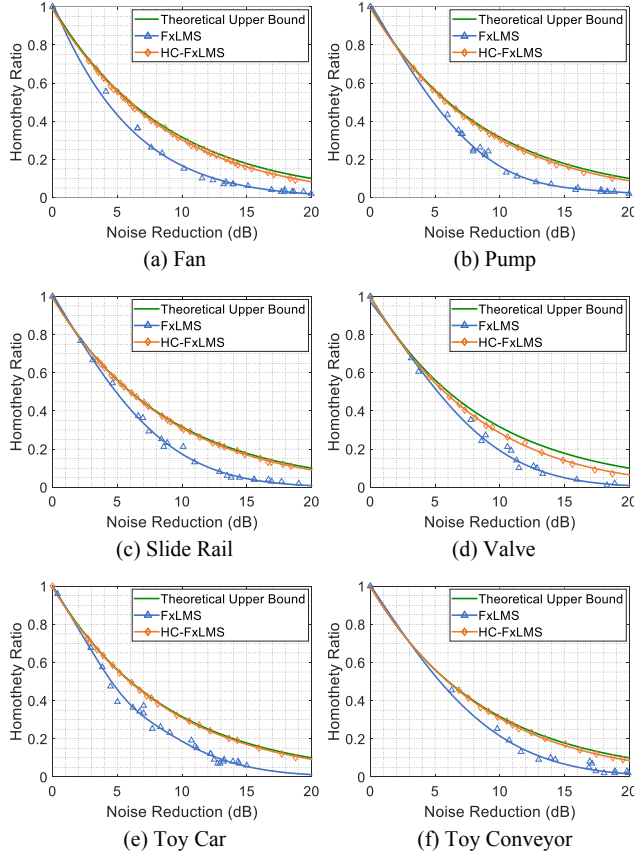 1
0.8
0.6
0.4
0.2
0
Homothety Ratio
Theoretical Upper Bound
FxLMS
HC-FxLMS
0 5 10 15 20
Noise Reduction (dB)
(a) Fan
1
0.8
0.6
0.4
0.2
0
Homothety Ratio
Theoretical Upper Bound
FxLMS
HC-FxLMS
0 5 10 15 20
Noise Reduction (dB)
(b) Pump
1
0.8
0.6
0.4
0.2
0
Homothety Ratio
Theoretical Upper Bound
FxLMS
HC-FxLMS
0 5 10 15 20
Noise Reduction (dB)
(c) Slide Rail
1
0.8
0.6
0.4
0.2
0
Homothety Ratio
Theoretical Upper Bound
FxLMS
HC-FxLMS
0 5 10 15 20
Noise Reduction (dB)
(d) Valve
1
0.8
0.6
0.4
0.2
0
Homothety Ratio
Theoretical Upper Bound
FxLMS
HC-FxLMS
0 5 10 15 20
Noise Reduction (dB)
(e) Toy Car
1
0.8
0.6
0.4
0.2
0
Homothety Ratio
Theoretical Upper Bound
FxLMS
HC-FxLMS
0 5 10 15 20
Noise Reduction (dB)
(f) Toy Conveyor